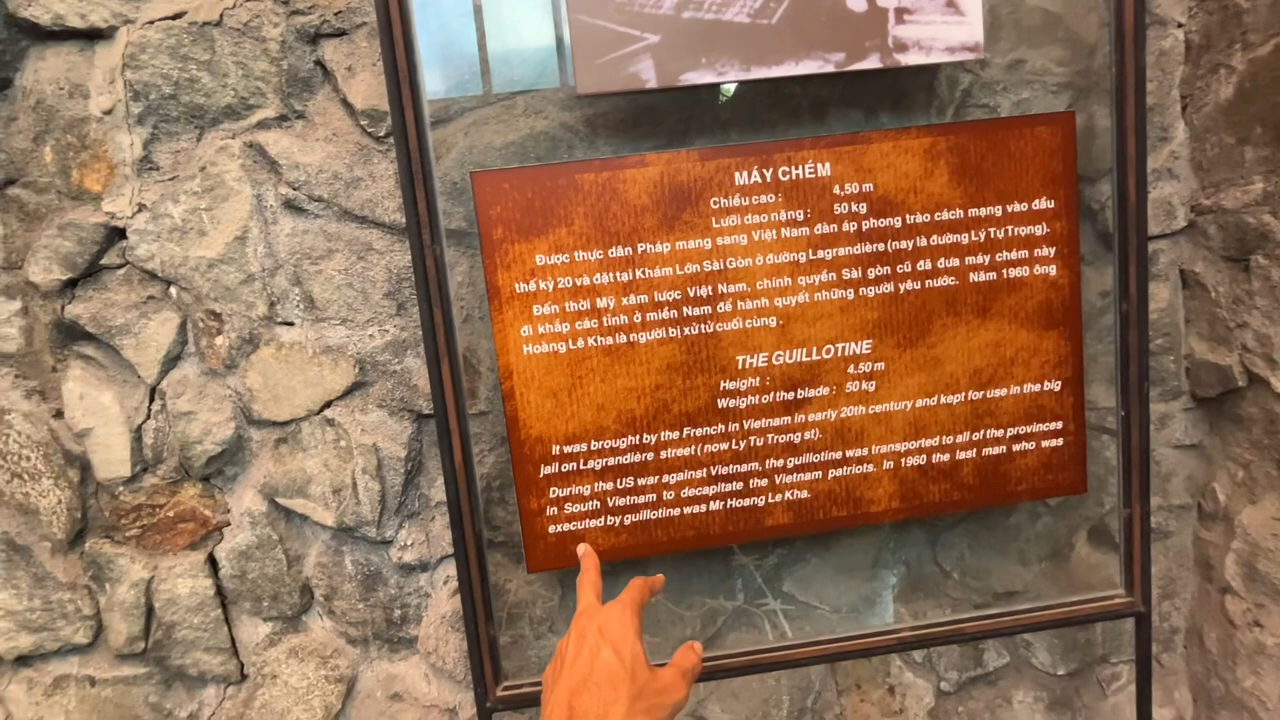 MÁY CHÉM
Chiều cao : 4,50 m
Lưỡi dao nặng : 50 kg
Được thực dân Pháp mang sang Việt Nam đàn áp phong trào cách mạng vào đầu
thế kỷ 20 và đặt tại Khám Lớn Sài Gòn ở đường Lagrandière (nay là đường Lý Tự Trọng).
Đến thời Mỹ xâm lược Việt Nam, chính quyền Sài gòn cũ đã đưa máy chém này
đi khắp các tỉnh ở miền Nam để hành quyết những người yêu nước. Năm 1960 ông
Hoàng Lê Kha là người bị xử tử cuối cùng .
THE GUILLOTINE
Height : 4.50 m
Weight of the blade : 50 kg
It was brought by the French in Vietnam in early 20th century and kept for use in the big
jail on Lagrandière street ( now Ly Tu Trong st).
During the US war against Vietnam, the guillotine was transported to all of the provinces
in South Vietnam to decapitate the Vietnam patriots. In 1960 the last man who was
executed by guillotine was Mr Hoang Le Kha.